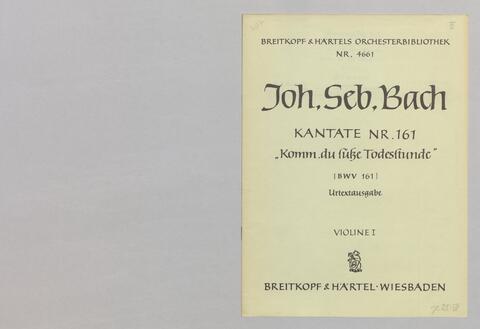 BREITKOPF & HÄRTELS ORCHESTERBIBLIOTHEK
NR. 4661
Joh. Seb. Bach
KANTATE NR. 161
„Komm, du süße Todesstunde"
(BWV 161)
Urtextausgabe
VIOLINE I
BREITKOPF & HÄRTEL · WIESBADEN